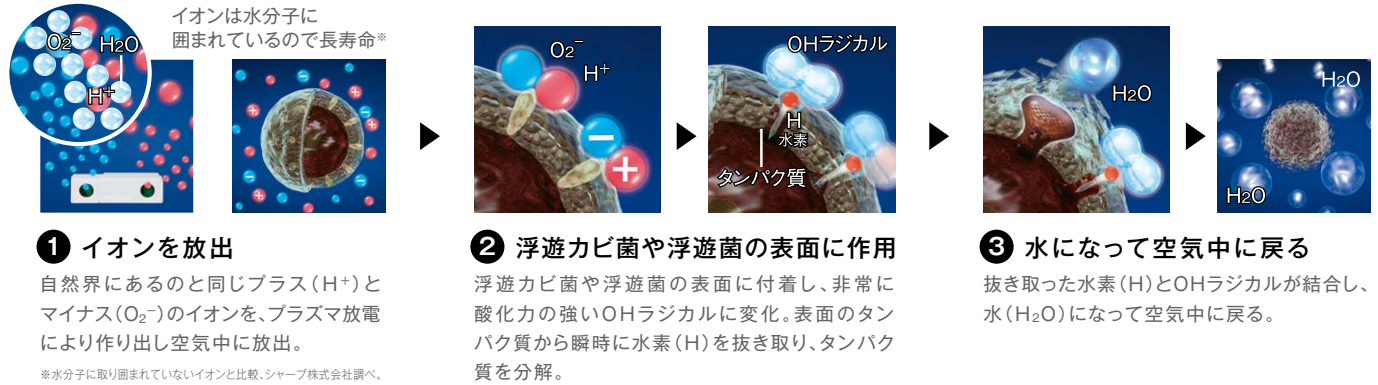 イオンは水分子に
囲まれているので長寿命※
O₂⁻ H₂O
H⁺
O₂⁻
H⁺
OHラジカル
H
水素
タンパク質
H₂O
H₂O
H₂O
❶ イオンを放出
自然界にあるのと同じプラス(H⁺)と
マイナス(O₂⁻)のイオンを、プラズマ放電
により作り出し空気中に放出。
※水分子に取り囲まれていないイオンと比較、シャープ株式会社調べ。
❷ 浮遊カビ菌や浮遊菌の表面に作用
浮遊カビ菌や浮遊菌の表面に付着し、非常に
酸化力の強いOHラジカルに変化。表面のタン
パク質から瞬時に水素(H)を抜き取り、タンパク
質を分解。
❸ 水になって空気中に戻る
抜き取った水素(H)とOHラジカルが結合し、
水(H₂O)になって空気中に戻る。